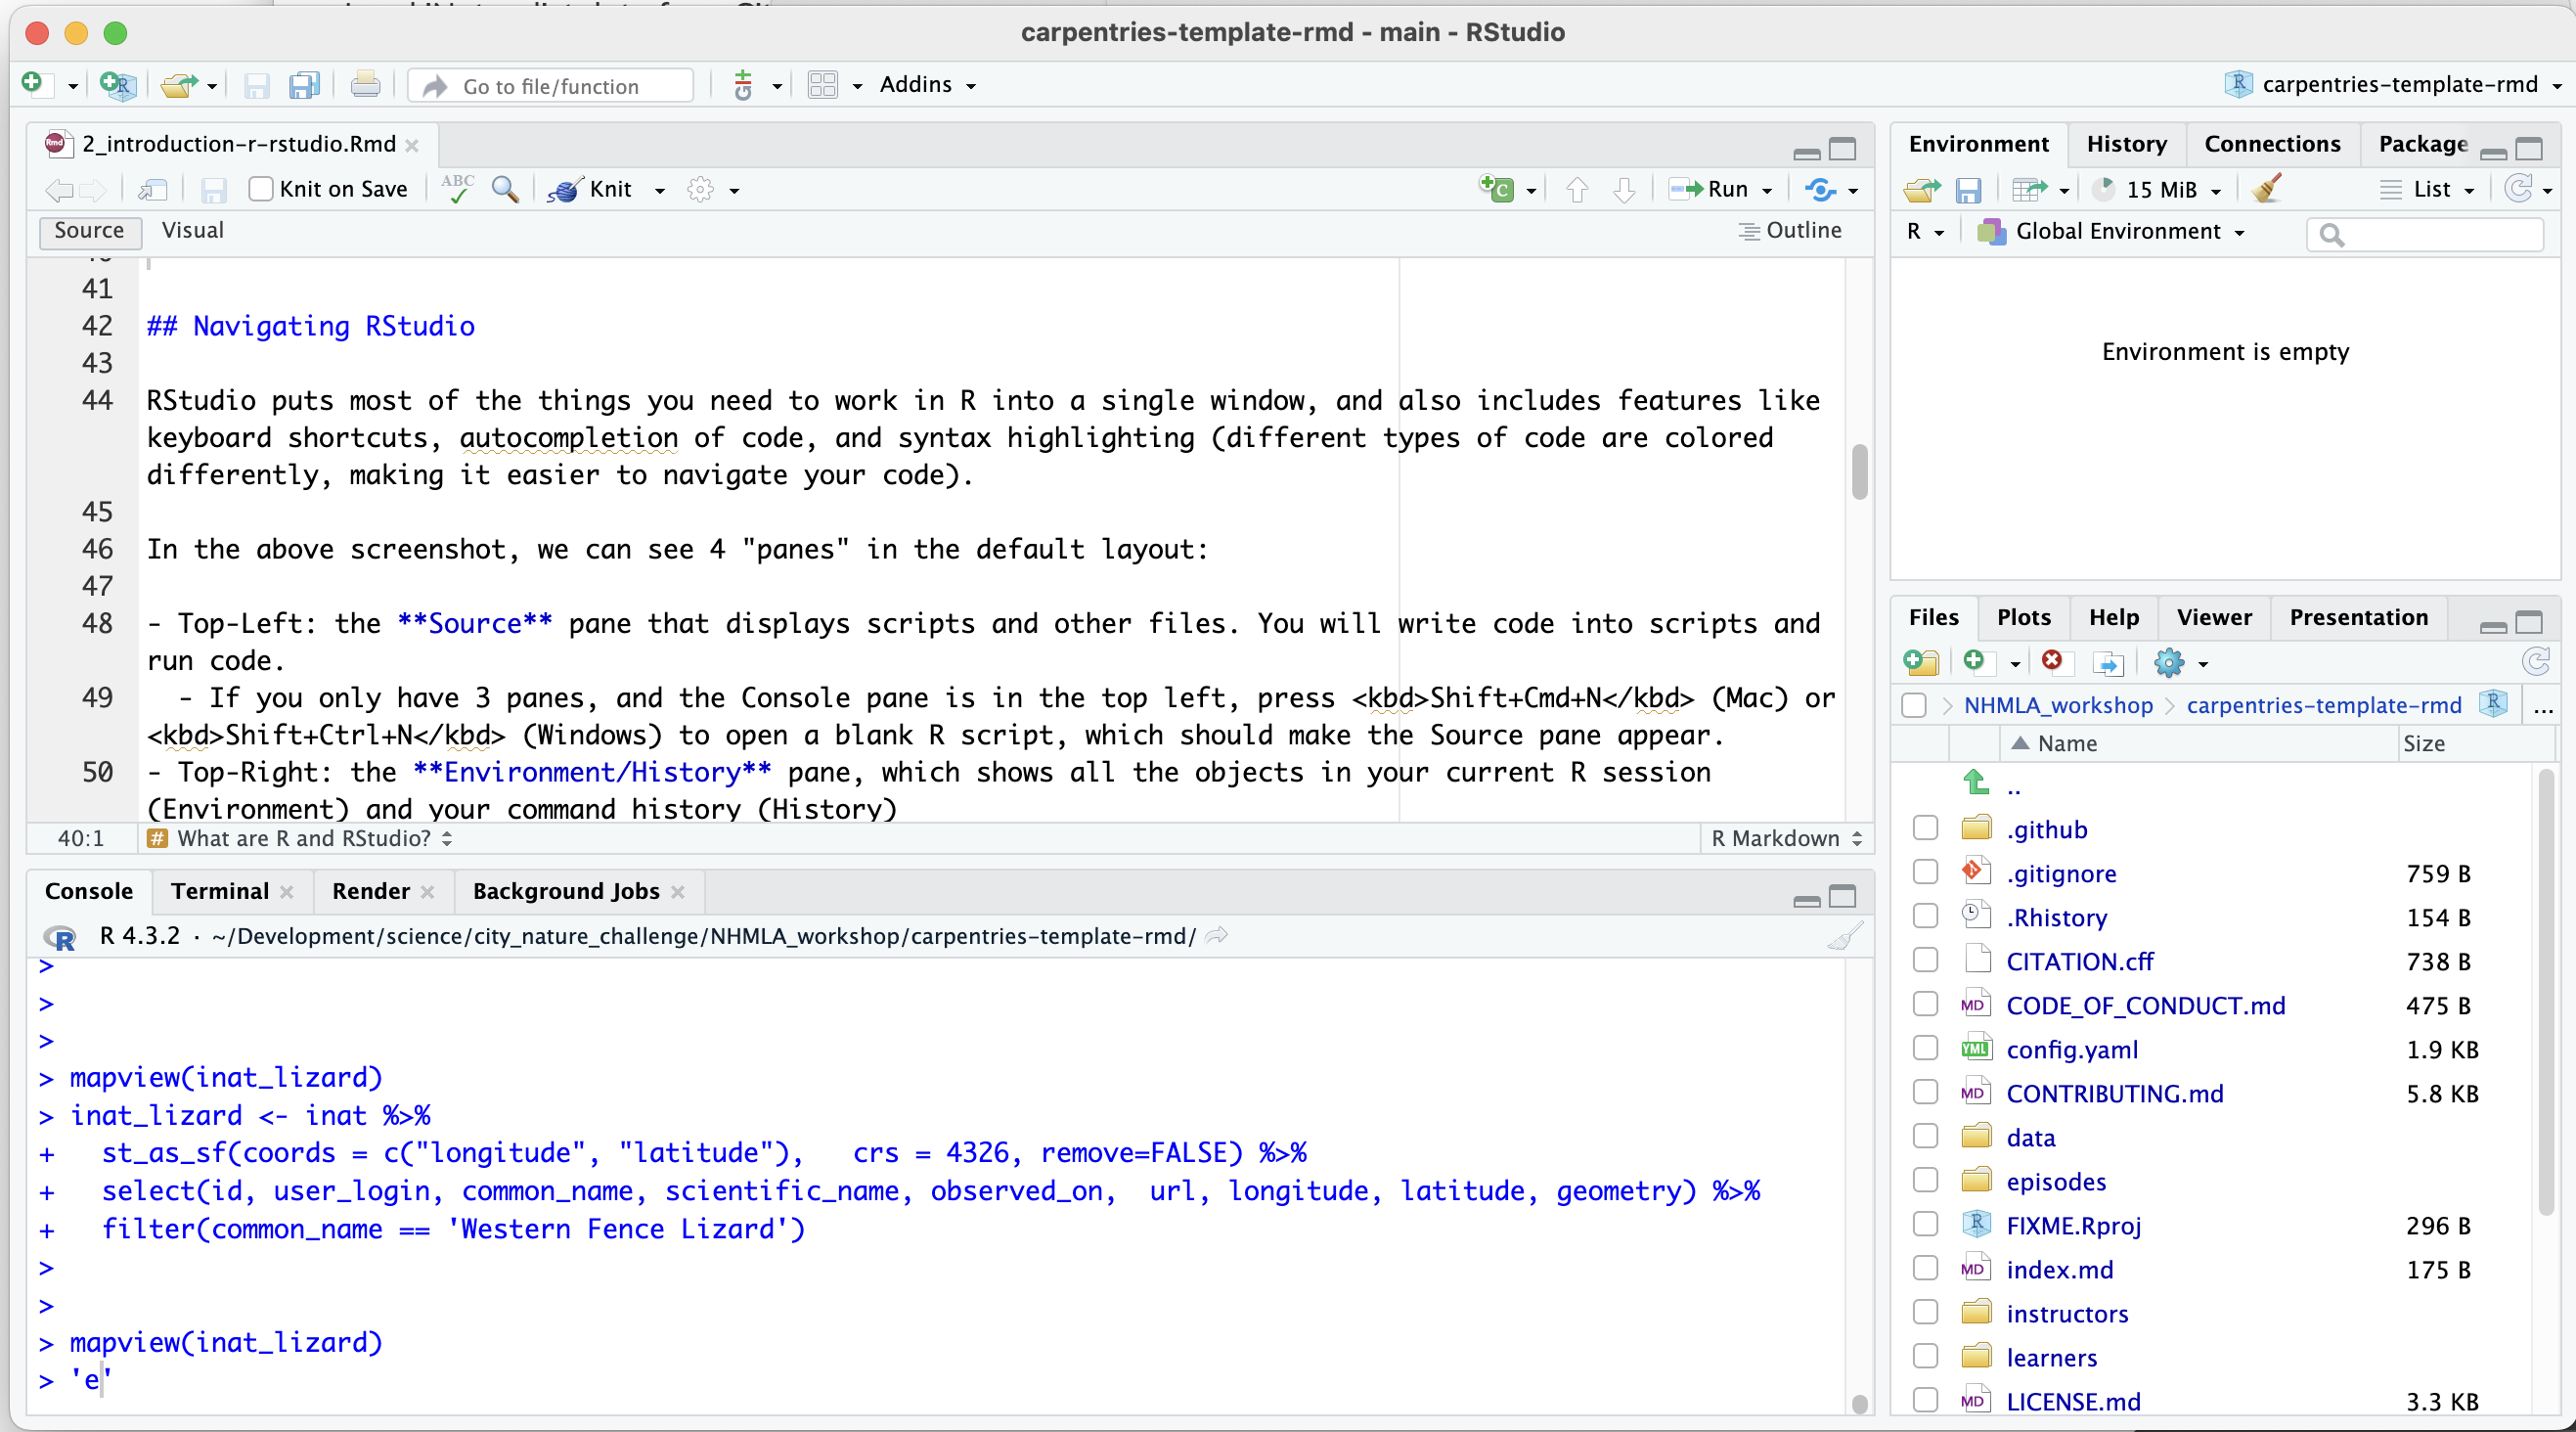 carpentries-template-rmd - main - RStudio
Go to file/function
Addins
carpentries-template-rmd
2_introduction-r-rstudio.Rmd
Knit on Save
ABC
Knit
Run
Source
Visual
Outline
41
42 ## Navigating RStudio
43
44 RStudio puts most of the things you need to work in R into a single window, and also includes features like
keyboard shortcuts, autocompletion of code, and syntax highlighting (different types of code are colored
differently, making it easier to navigate your code).
45
46 In the above screenshot, we can see 4 "panes" in the default layout:
47
48 - Top-Left: the **Source** pane that displays scripts and other files. You will write code into scripts and
run code.
49   - If you only have 3 panes, and the Console pane is in the top left, press <kbd>Shift+Cmd+N</kbd> (Mac) or
<kbd>Shift+Ctrl+N</kbd> (Windows) to open a blank R script, which should make the Source pane appear.
50 - Top-Right: the **Environment/History** pane, which shows all the objects in your current R session
(Environment) and your command history (History)
40:1
# What are R and RStudio?
R Markdown
Console
Terminal
Render
Background Jobs
R 4.3.2 · ~/Development/science/city_nature_challenge/NHMLA_workshop/carpentries-template-rmd/
>
>
>
> mapview(inat_lizard)
> inat_lizard <- inat %>%
+   st_as_sf(coords = c("longitude", "latitude"),   crs = 4326, remove=FALSE) %>%
+   select(id, user_login, common_name, scientific_name, observed_on,  url, longitude, latitude, geometry) %>%
+   filter(common_name == 'Western Fence Lizard')
>
>
> mapview(inat_lizard)
> 'e'
Environment
History
Connections
Package
15 MiB
List
R
Global Environment
Environment is empty
Files
Plots
Help
Viewer
Presentation
NHMLA_workshop > carpentries-template-rmd
...
Name Size
..
.github
.gitignore 759 B
.Rhistory 154 B
CITATION.cff 738 B
MD CODE_OF_CONDUCT.md 475 B
YML config.yaml 1.9 KB
MD CONTRIBUTING.md 5.8 KB
data
episodes
FIXME.Rproj 296 B
MD index.md 175 B
instructors
learners
MD LICENSE.md 3.3 KB